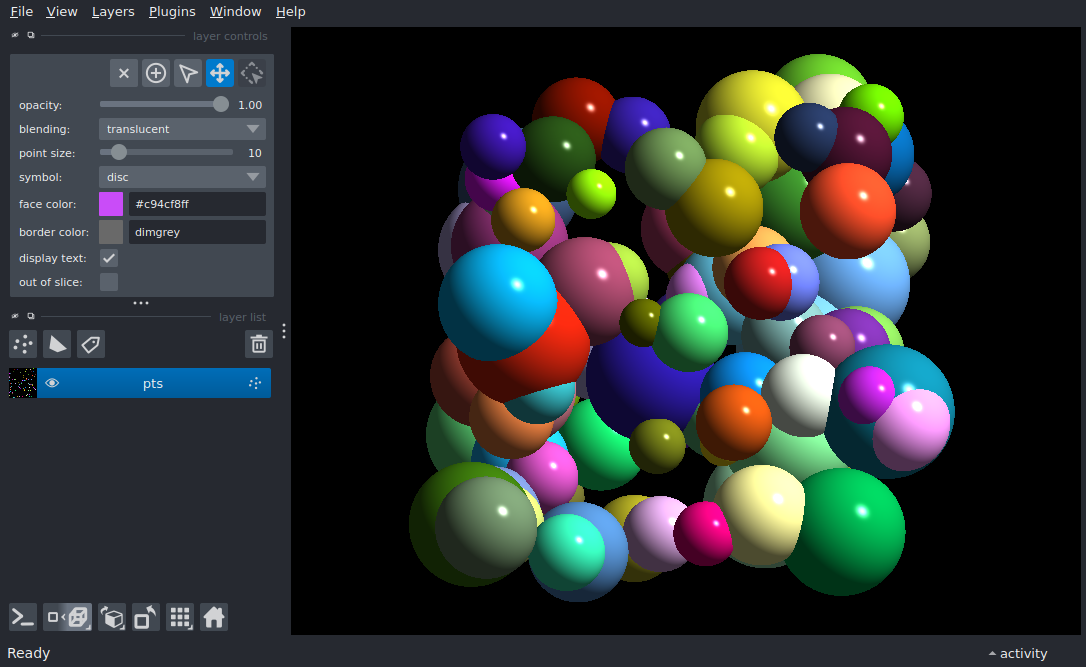 File View Layers Plugins Window Help
layer controls
opacity: 1.00
blending: translucent
point size: 10
symbol: disc
face color: #c94cf8ff
border color: dimgrey
display text:
out of slice:
layer list
pts
Ready activity